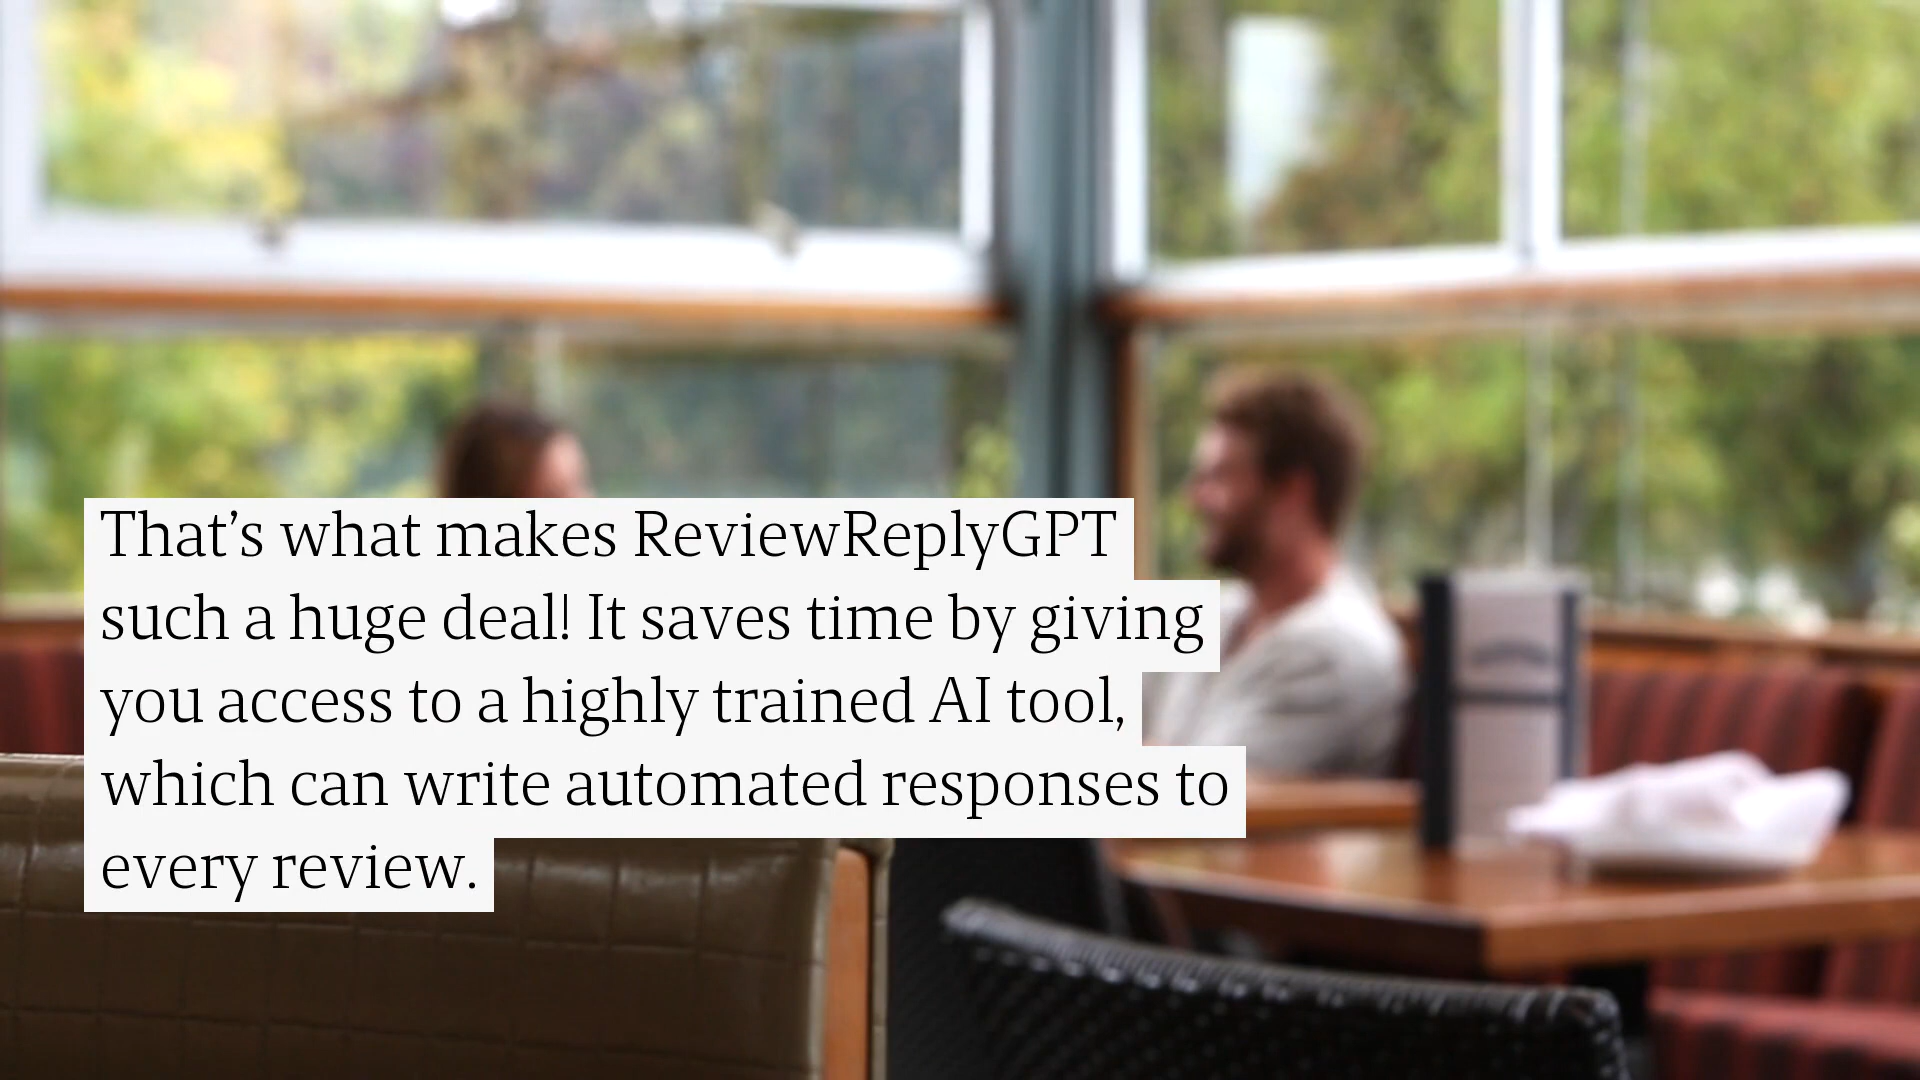 That’s what makes ReviewReplyGPT
such a huge deal! It saves time by giving
you access to a highly trained AI tool,
which can write automated responses to
every review.